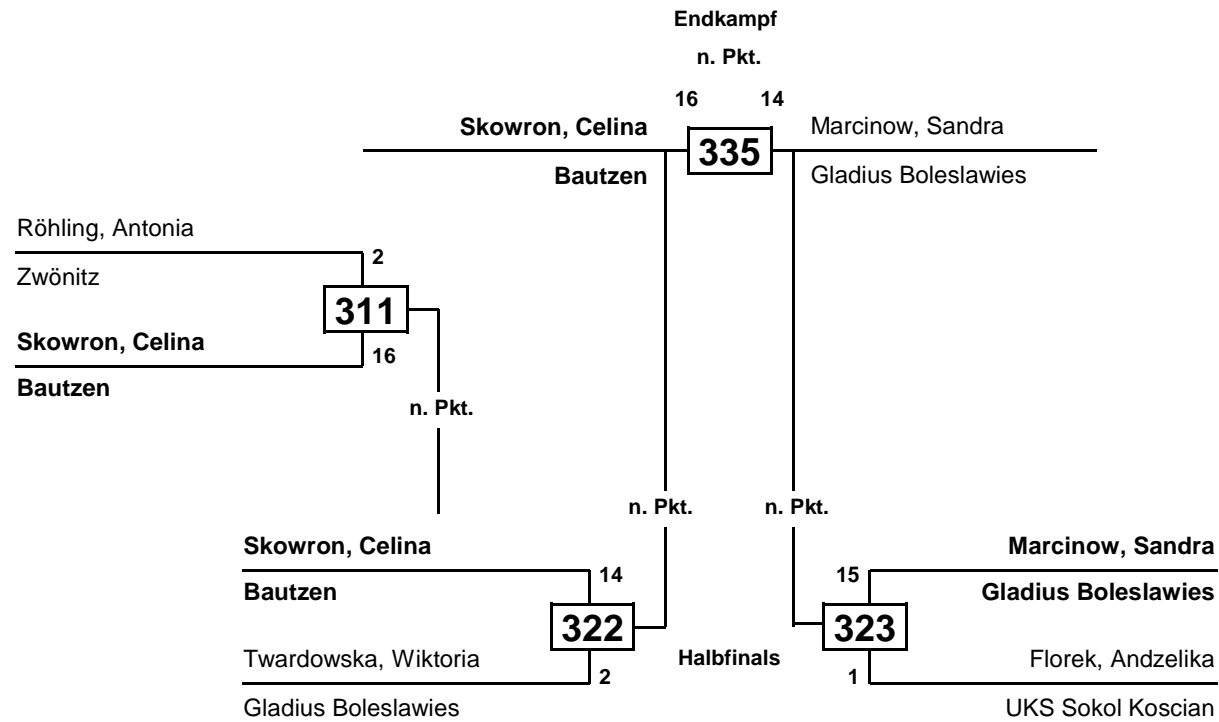 Endkampf
n. Pkt.
16 14
Skowron, Celina Marcinow, Sandra
335
Bautzen Gladius Boleslawies
Röhling, Antonia
2
Zwönitz
311
Skowron, Celina
16
Bautzen
n. Pkt.
n. Pkt. n. Pkt.
Skowron, Celina Marcinow, Sandra
14 15
Bautzen Gladius Boleslawies
322 323
Twardowska, Wiktoria Halbfinals Florek, Andzelika
2 1
Gladius Boleslawies UKS Sokol Koscian